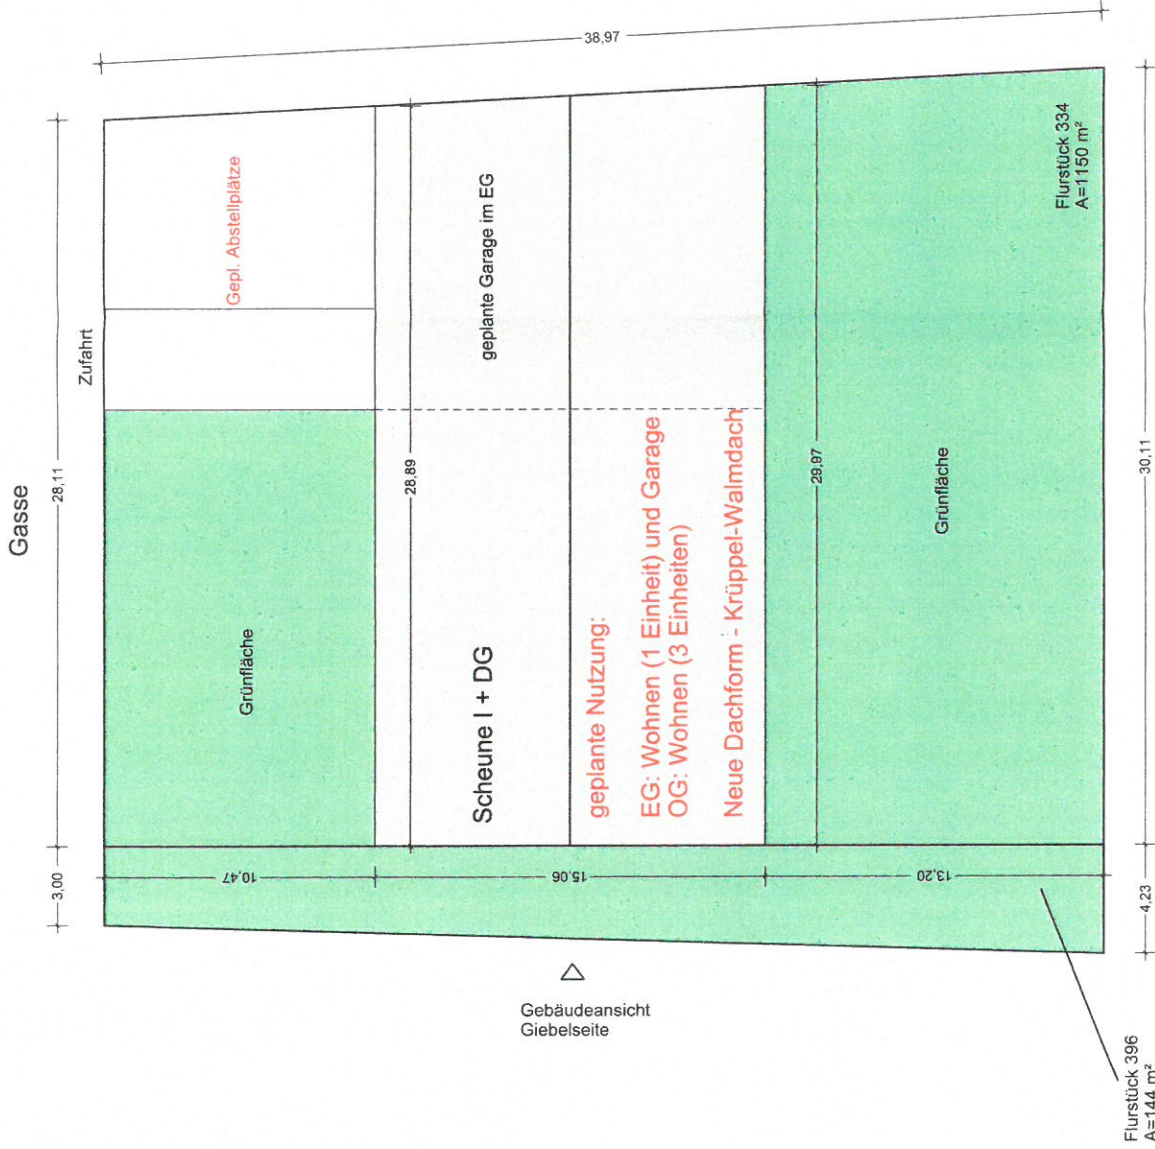 38,97
Gasse
28,11
3,00
Zufahrt
Gepl. Abstellplätze
Grünfläche
geplante Garage im EG
28,89
Scheune I + DG
geplante Nutzung:
EG: Wohnen (1 Einheit) und Garage
OG: Wohnen (3 Einheiten)
Neue Dachform - Krüppel-Walmdach
29,97
Grünfläche
Flurstück 334
A=1150 m²
30,11
4,23
10,47
15,06
13,20
Gebäudeansicht
Giebelseite
Flurstück 396
A=144 m²